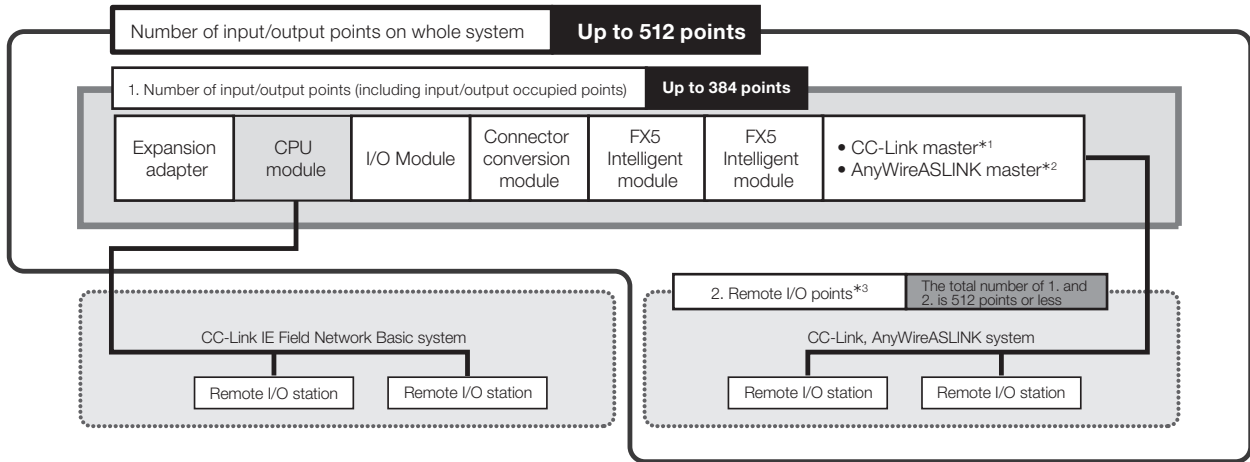 Number of input/output points on whole system
Up to 512 points
1. Number of input/output points (including input/output occupied points)
Up to 384 points
Expansion
adapter
CPU
module
I/O Module
Connector
conversion
module
FX5
Intelligent
module
FX5
Intelligent
module
• CC-Link master*1
• AnyWireASLINK master*2
2. Remote I/O points*3
The total number of 1. and
2. is 512 points or less
CC-Link IE Field Network Basic system
Remote I/O station
Remote I/O station
CC-Link, AnyWireASLINK system
Remote I/O station
Remote I/O station